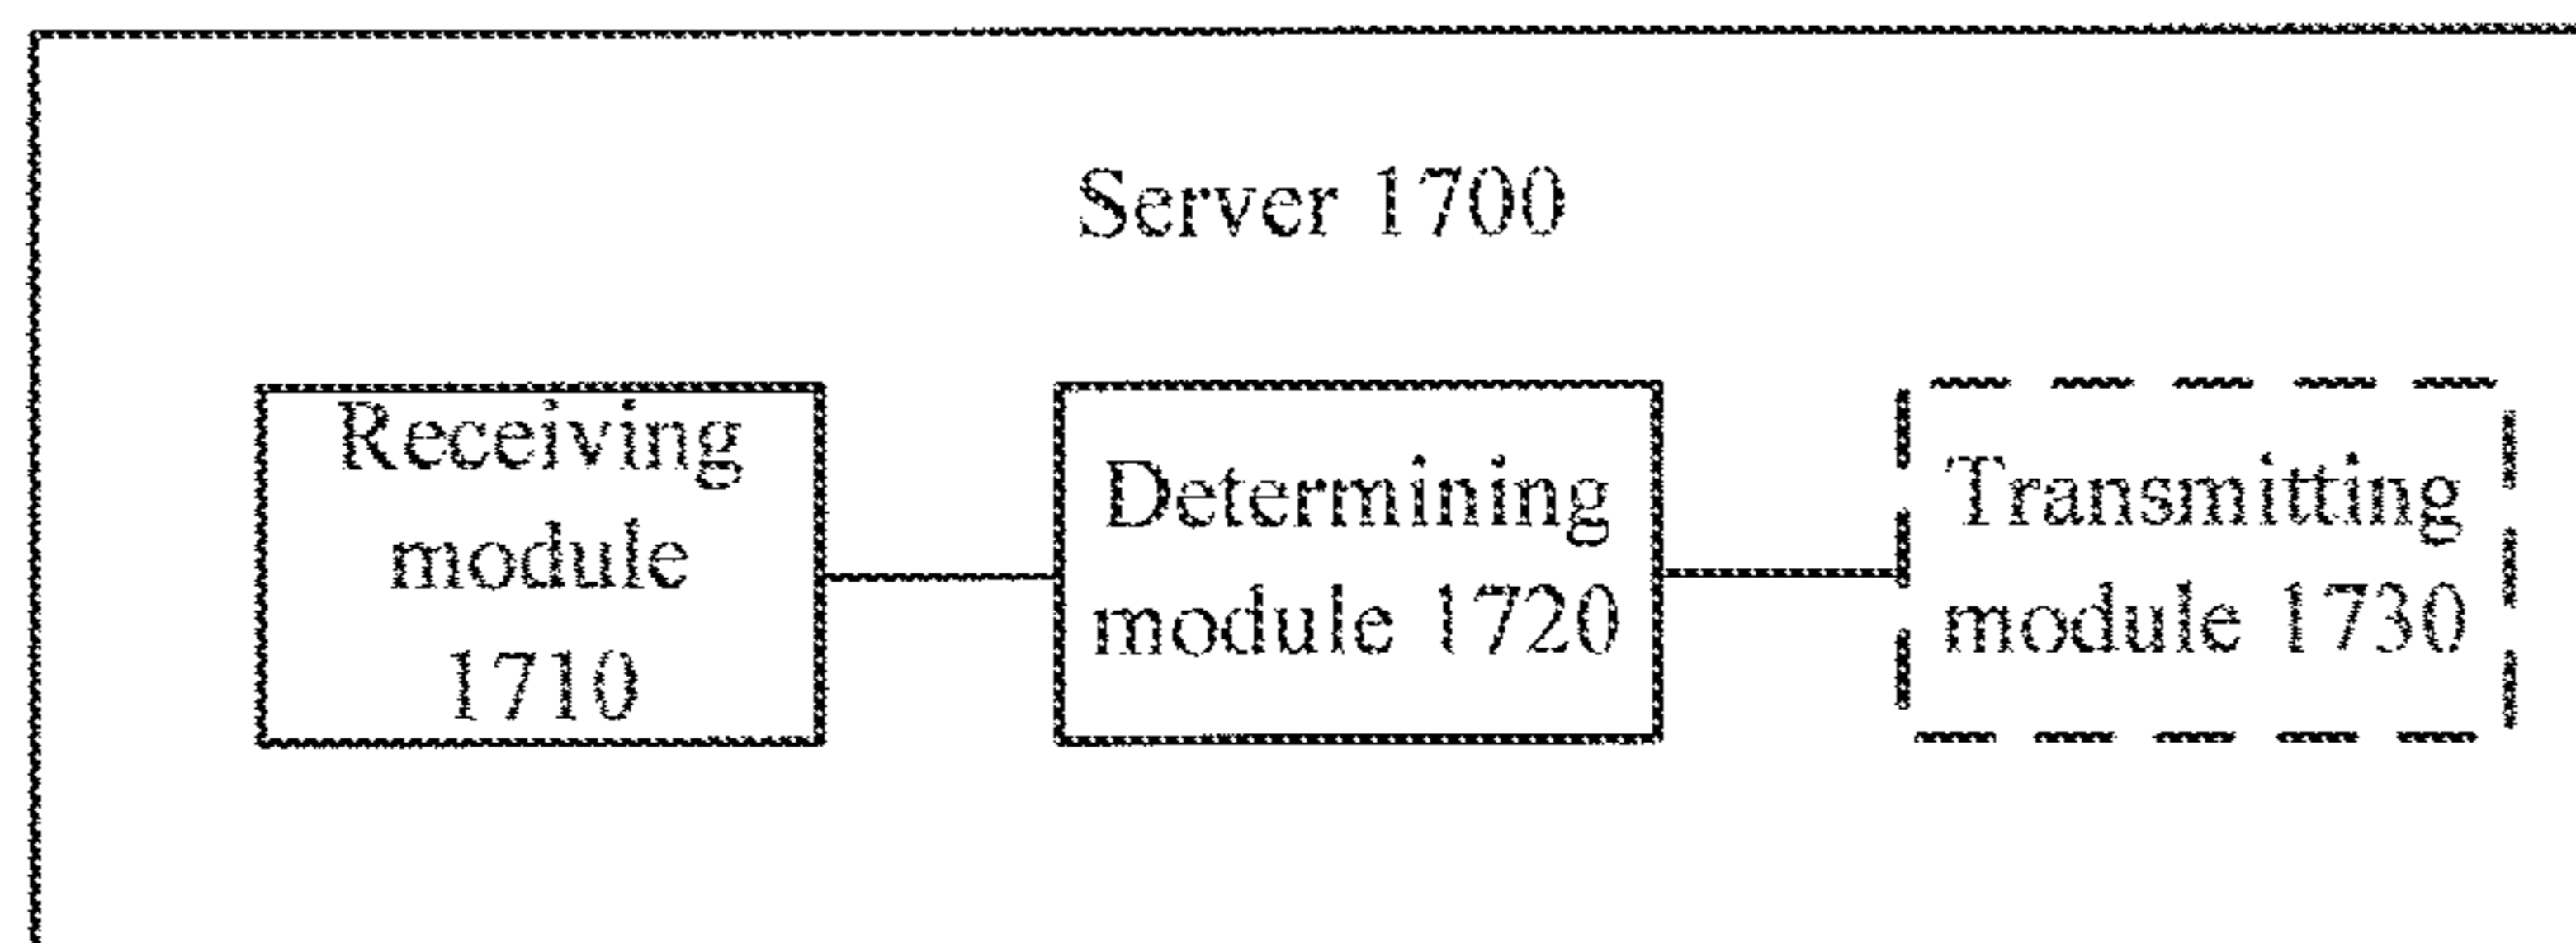 Server 1700
Receiving
module
1710
Determining
module 1720
Transmitting
module 1730